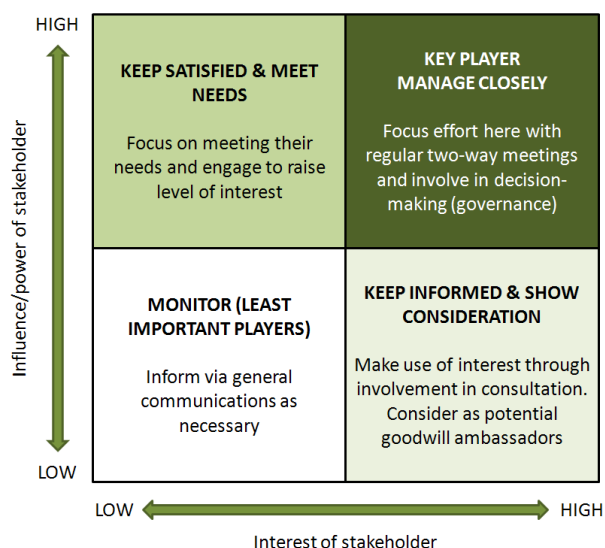 HIGH
KEEP SATISFIED & MEET
NEEDS
Focus on meeting their
needs and engage to raise
level of interest
KEY PLAYER
MANAGE CLOSELY
Focus effort here with
regular two-way meetings
and involve in decision-
making (governance)
Influence/power of stakeholder
MONITOR (LEAST
IMPORTANT PLAYERS)
Inform via general
communications as
necessary
KEEP INFORMED & SHOW
CONSIDERATION
Make use of interest through
involvement in consultation.
Consider as potential
goodwill ambassadors
LOW
LOW
HIGH
Interest of stakeholder